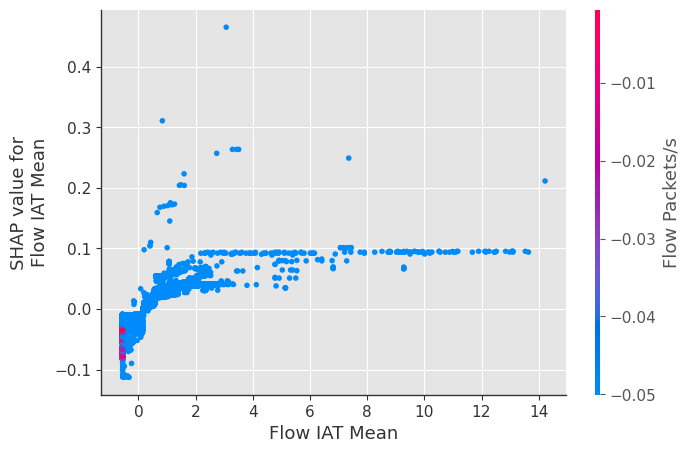 SHAP value for
Flow IAT Mean
0.4
0.3
0.2
0.1
0.0
−0.1
0 2 4 6 8 10 12 14
Flow IAT Mean
−0.01
−0.02
−0.03
−0.04
−0.05
Flow Packets/s